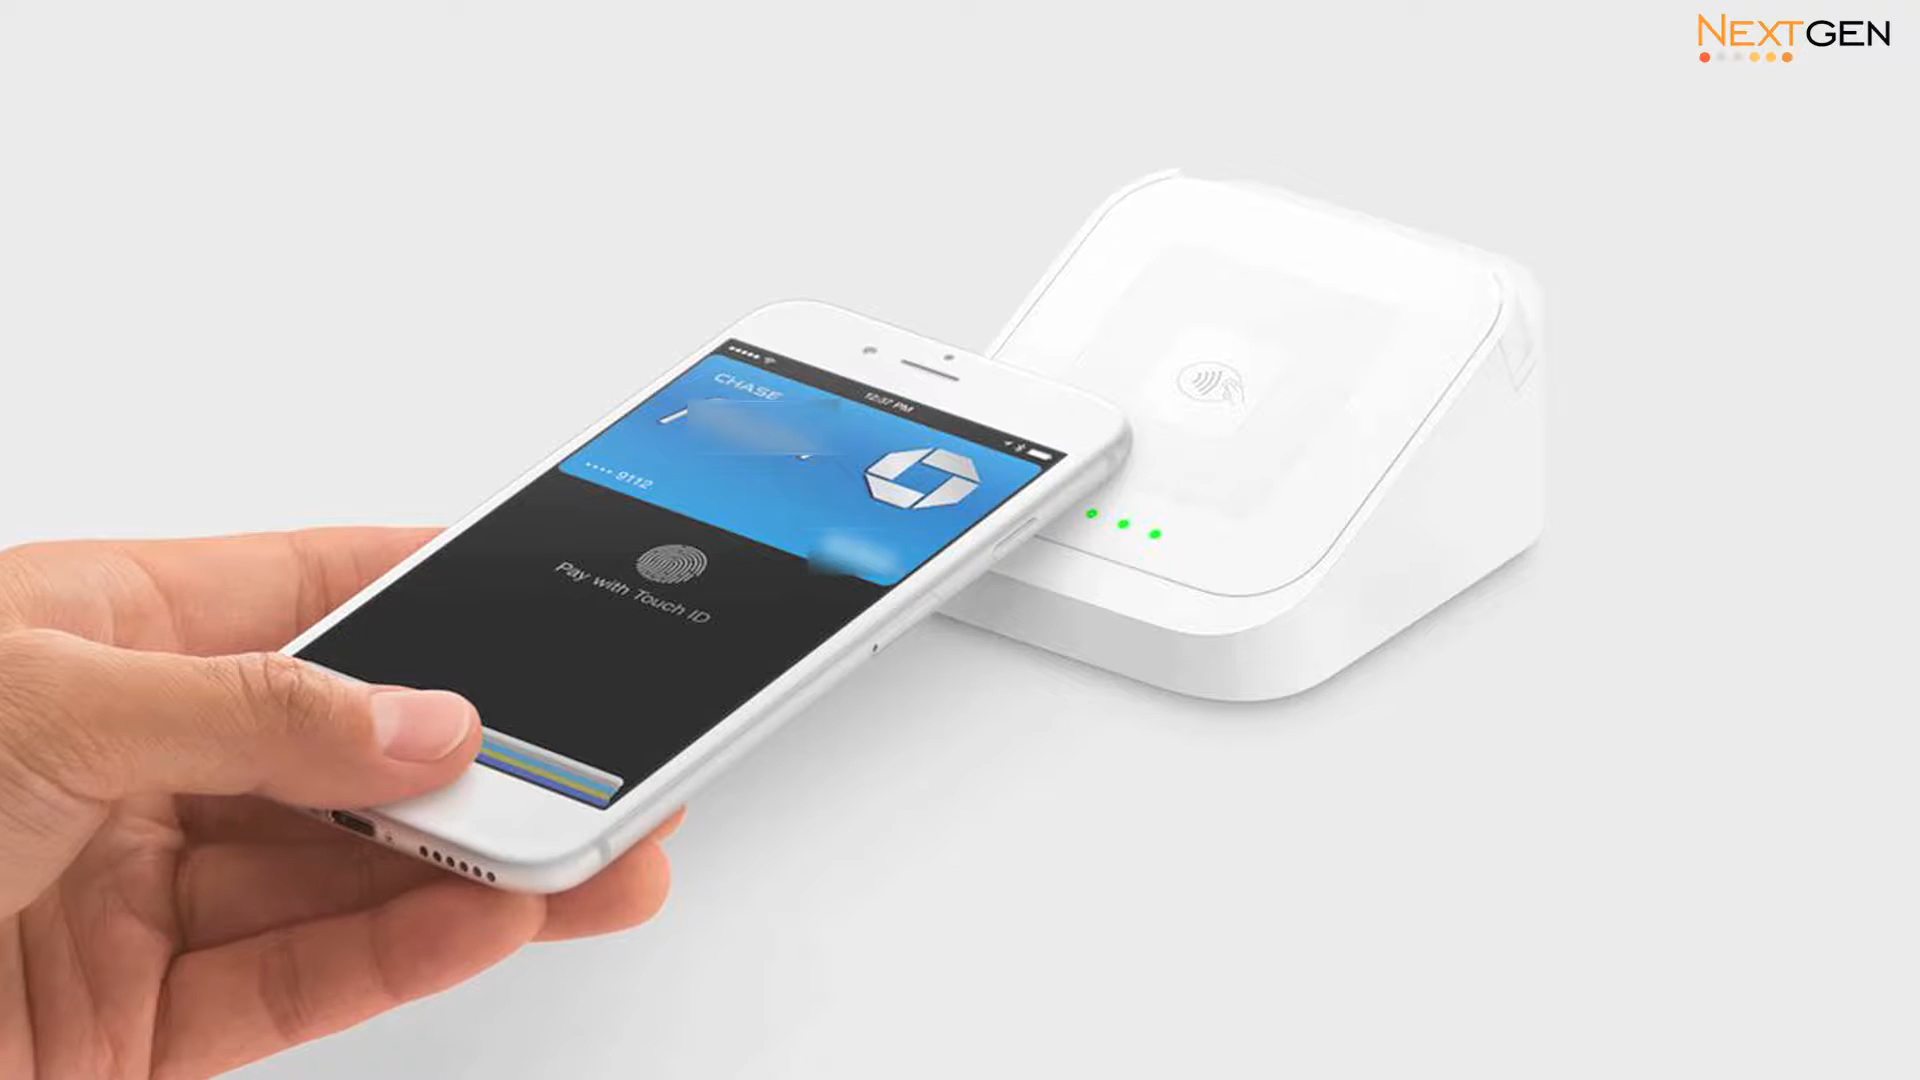 NEXTGEN
CHASE
12:37 PM
•••• 9112
Pay with Touch ID